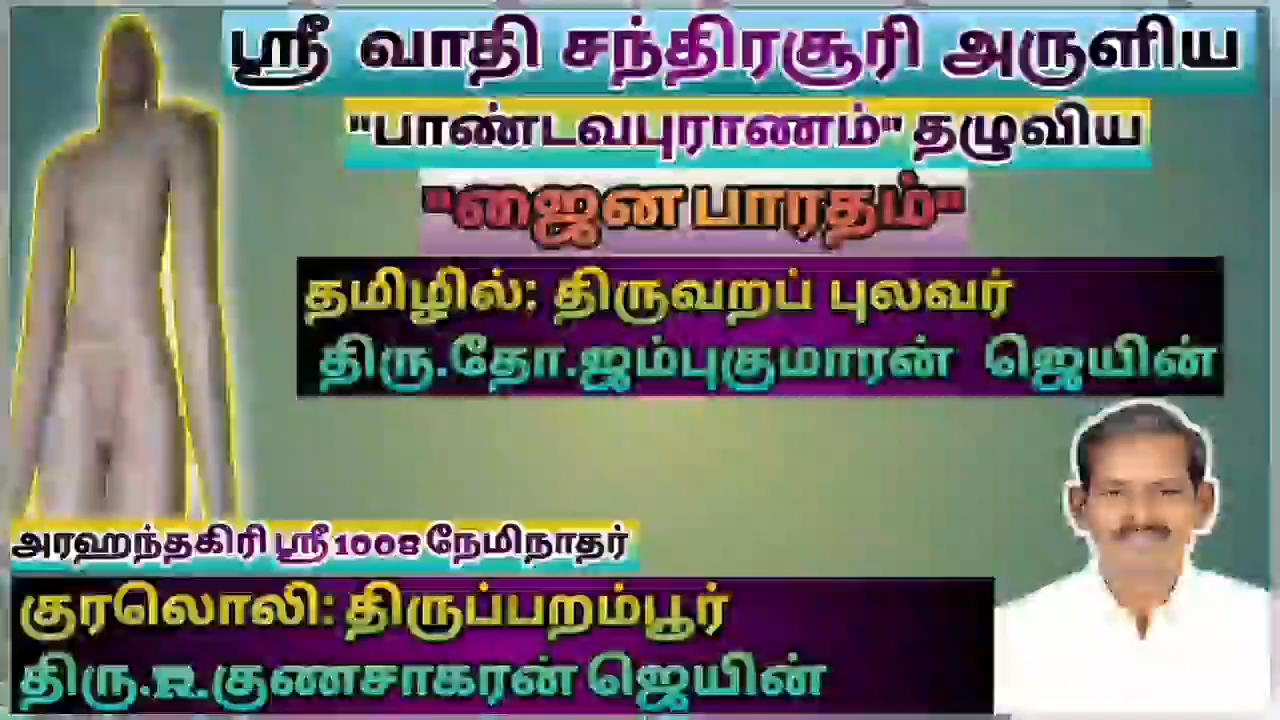 ஸ்ரீ வாதி சந்திரசூரி அருளிய
"பாண்டவபுராணம்" தழுவிய
"ஜைன பாரதம்"
தமிழில்: திருவறப் புலவர்
திரு.தோ.ஜம்புகுமாரன் ஜெயின்
அரஹந்தகிரி ஸ்ரீ 1008 நேமிநாதர்
குரலொலி: திருப்பறம்பூர்
திரு.R.குணசாகரன் ஜெயின்